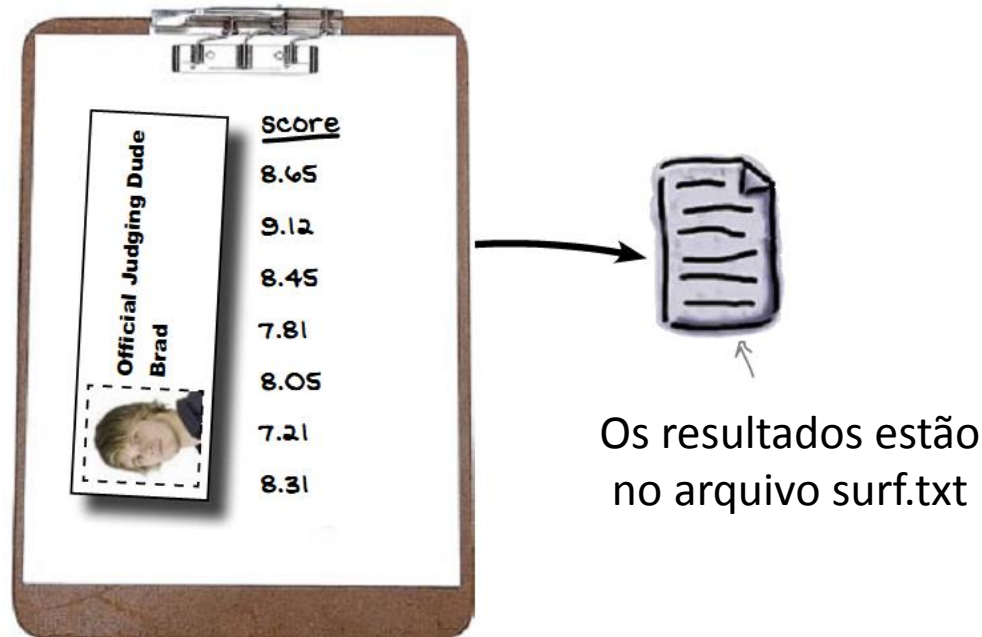 Official Judging Dude
Brad
Score
8.65
9.12
8.45
7.81
8.05
7.21
8.31
Os resultados estão
no arquivo surf.txt